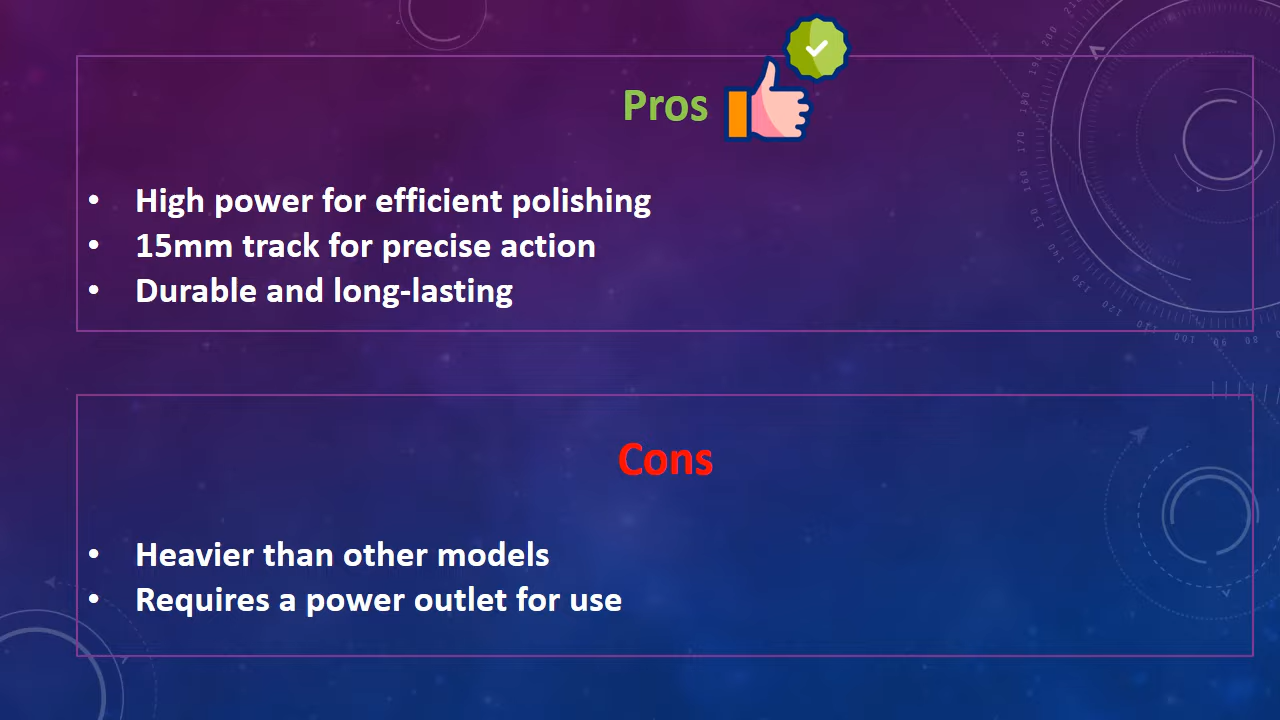 Pros
• High power for efficient polishing
• 15mm track for precise action
• Durable and long-lasting
Cons
• Heavier than other models
• Requires a power outlet for use